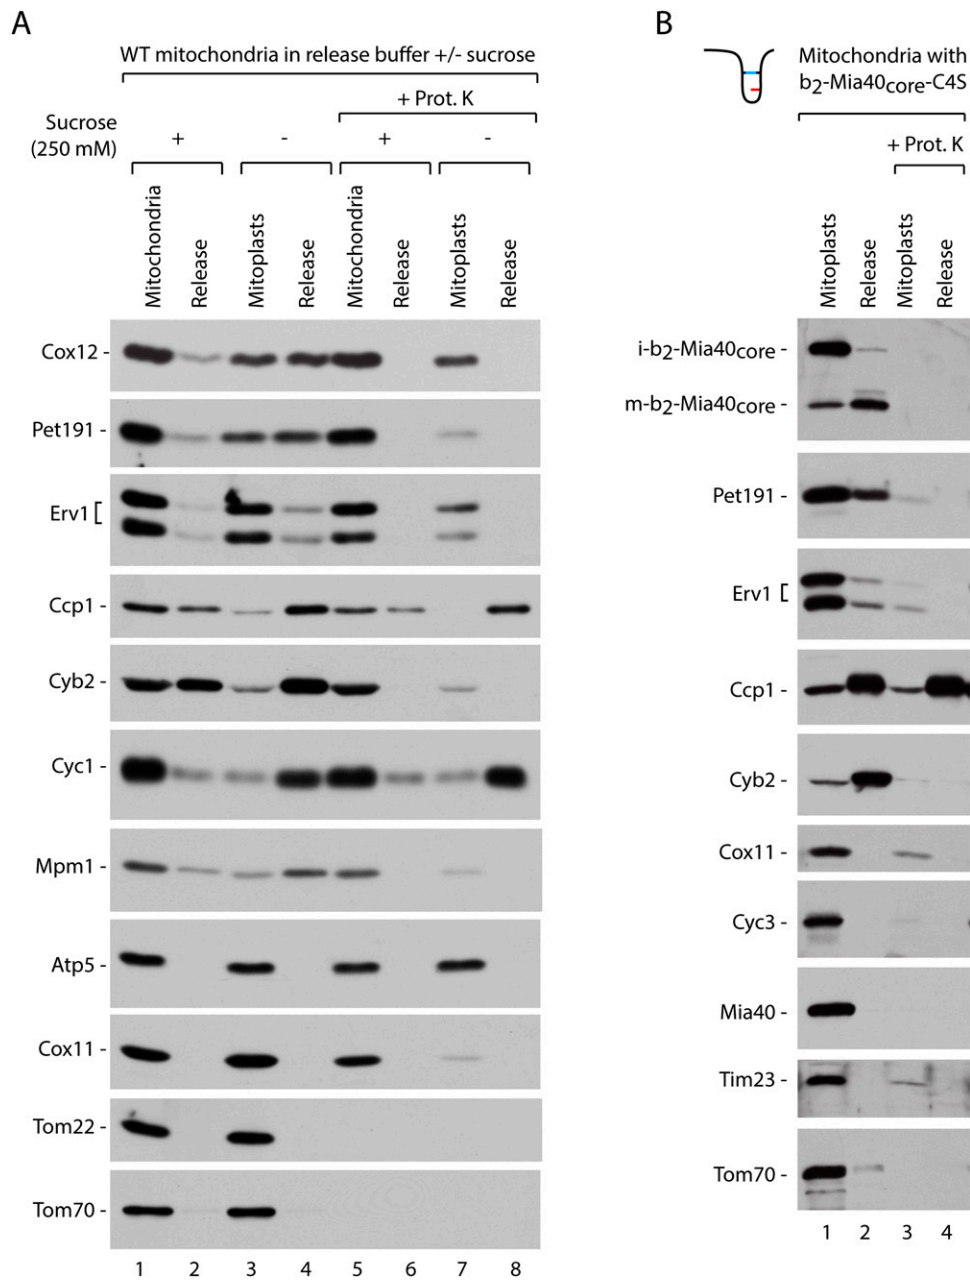 A
WT mitochondria in release buffer +/- sucrose
+ Prot. K
Sucrose
(250 mM)
+
-
+
-
Mitochondria
Release
Mitoplasts
Release
Mitochondria
Release
Mitoplasts
Release
Cox12 -
Pet191 -
Erv1 [
Ccp1 -
Cyb2 -
Cyc1 -
Mpm1 -
Atp5 -
Cox11 -
Tom22 -
Tom70 -
1 2 3 4 5 6 7 8
B
Mitochondria with
b2-Mia40core-C4S
+ Prot. K
Mitoplasts
Release
Mitoplasts
Release
i-b2-Mia40core -
m-b2-Mia40core -
Pet191 -
Erv1 [
Ccp1 -
Cyb2 -
Cox11 -
Cyc3 -
Mia40 -
Tim23 -
Tom70 -
1 2 3 4